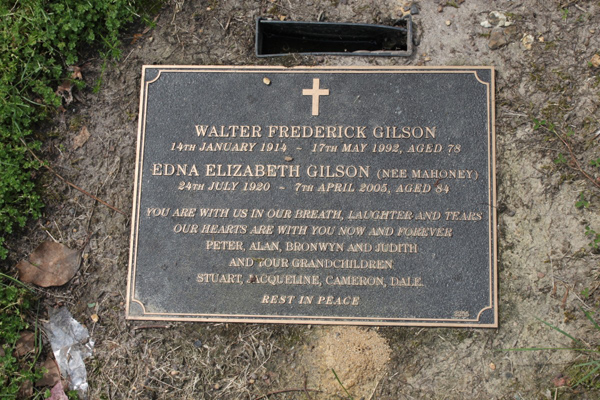 WALTER FREDERICK GILSON
14TH JANUARY 1914 - 17TH MAY 1992, AGED 78
EDNA ELIZABETH GILSON (NEE MAHONEY)
24TH JULY 1920 - 7TH APRIL 2005, AGED 84
YOU ARE WITH US IN OUR BREATH, LAUGHTER AND TEARS
OUR HEARTS ARE WITH YOU NOW AND FOREVER
PETER, ALAN, BRONWYN AND JUDITH
AND YOUR GRANDCHILDREN
STUART, JACQUELINE, CAMERON, DALE.
REST IN PEACE